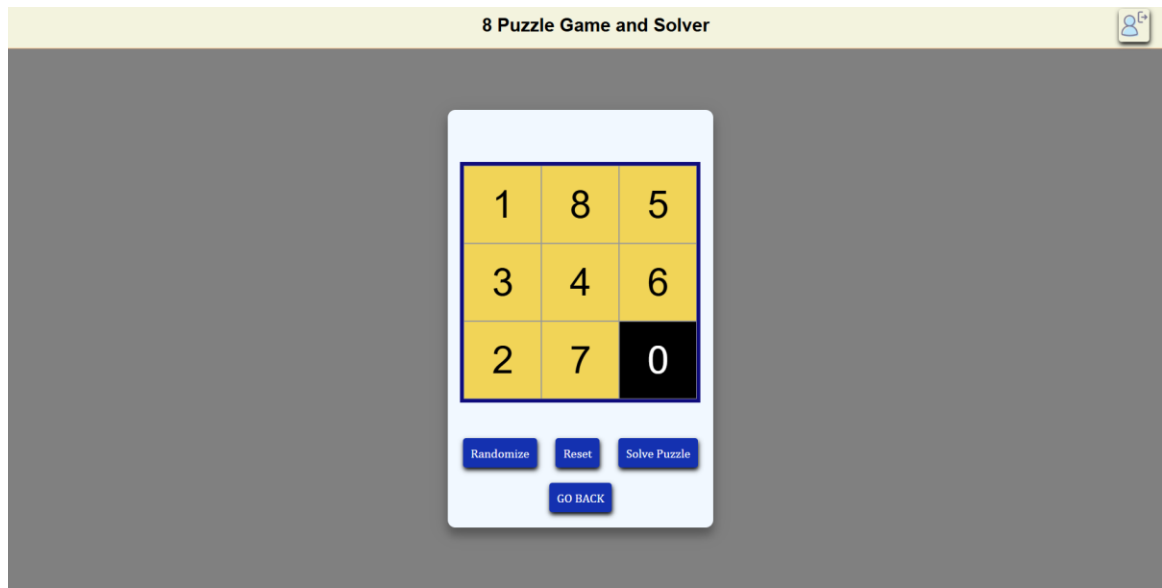 8 Puzzle Game and Solver
1 8 5
3 4 6
2 7 0
Randomize Reset Solve Puzzle
GO BACK